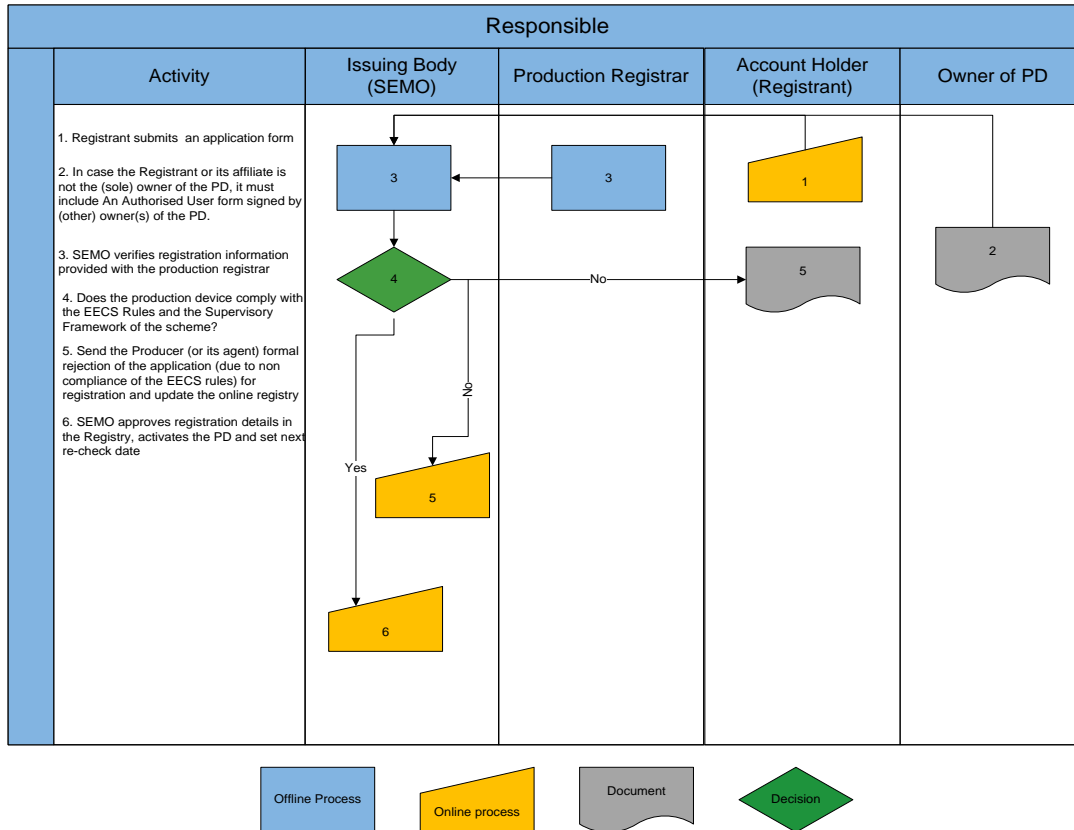 Responsible
Activity
Issuing Body
(SEMO)
Production Registrar
Account Holder
(Registrant)
Owner of PD
1. Registrant submits  an application form
2. In case the Registrant or its affiliate is
not the (sole) owner of the PD, it must
include An Authorised User form signed by
(other) owner(s) of the PD.
3. SEMO verifies registration information
provided with the production registrar
4. Does the production device comply with
the EECS Rules and the Supervisory
Framework of the scheme?
5. Send the Producer (or its agent) formal
rejection of the application (due to non
compliance of the EECS rules) for
registration and update the online registry
6. SEMO approves registration details in
the Registry, activates the PD and set next
re-check date
3
3
1
2
4
No
5
No
Yes
5
6
Offline Process
Online process
Document
Decision